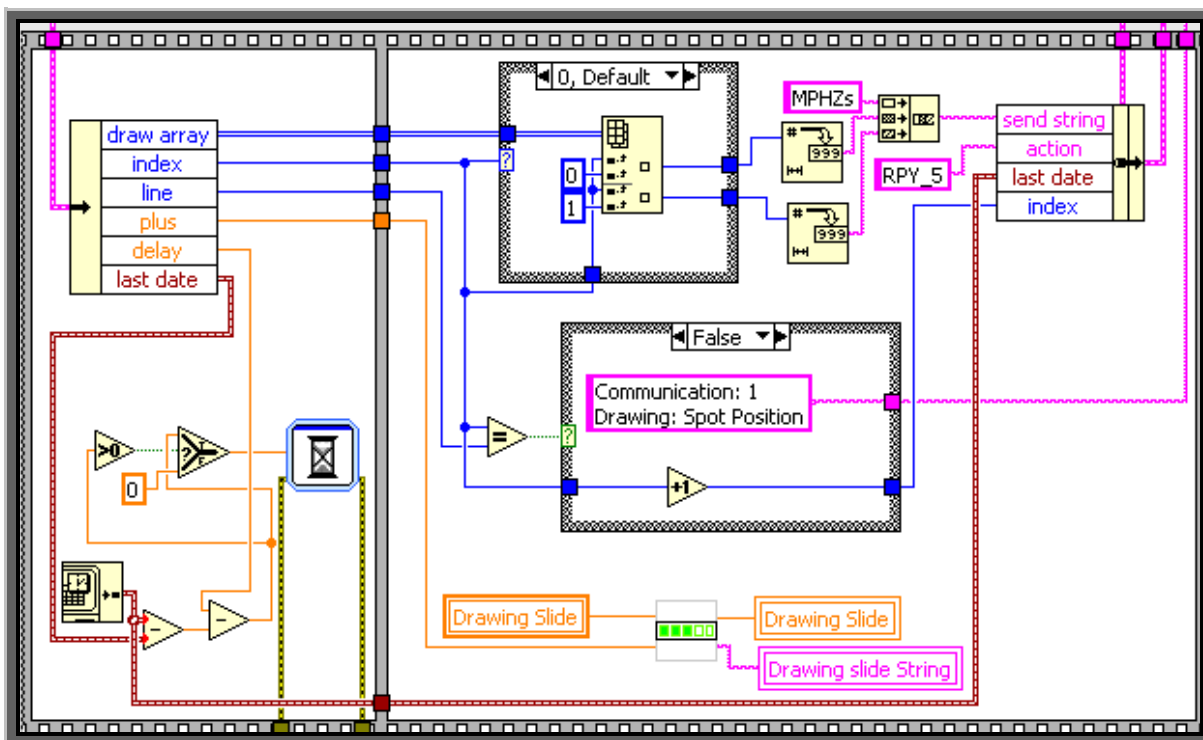 0, Default
MPHZs
draw array
index
line
plus
delay
last date
0
1
#
999
RPY_5
send string
action
last date
index
#
999
False
Communication: 1
Drawing: Spot Position
=
?
>0
?
T
F
0
+1
-
-
Drawing Slide
Drawing Slide
Drawing slide String